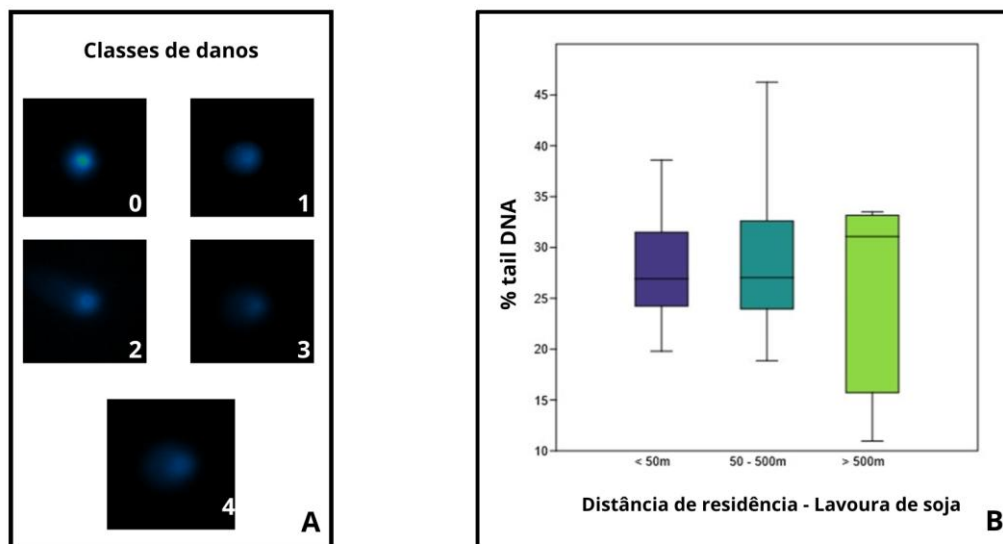 Classes de danos
0
1
2
3
4
A
% tail DNA
45
40
35
30
25
20
15
10
< 50m
50 - 500m
> 500m
Distância de residência - Lavoura de soja
B